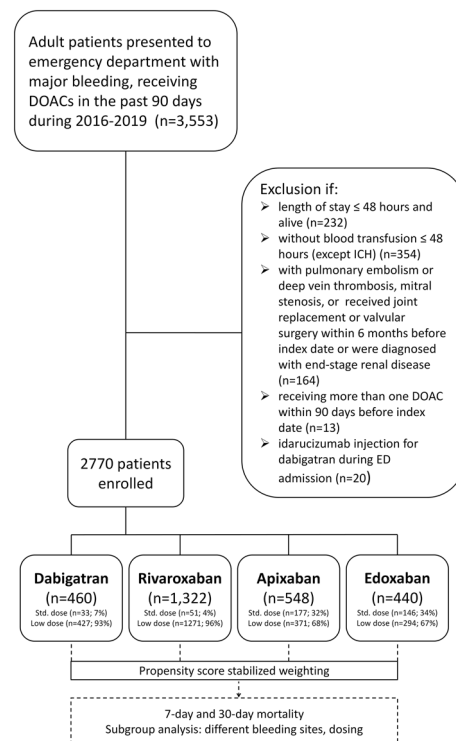 Adult patients presented to
emergency department with
major bleeding, receiving
DOACs in the past 90 days
during 2016-2019 (n=3,553)
Exclusion if:
➢ length of stay ≤ 48 hours and
alive (n=232)
➢ without blood transfusion ≤ 48
hours (except ICH) (n=354)
➢ with pulmonary embolism or
deep vein thrombosis, mitral
stenosis, or received joint
replacement or valvular
surgery within 6 months before
index date or were diagnosed
with end-stage renal disease
(n=164)
➢ receiving more than one DOAC
within 90 days before index
date (n=13)
➢ idarucizumab injection for
dabigatran during ED
admission (n=20)
2770 patients
enrolled
Dabigatran
(n=460)
Std. dose (n=33; 7%)
Low dose (n=427; 93%)
Rivaroxaban
(n=1,322)
Std. dose (n=51; 4%)
Low dose (n=1271; 96%)
Apixaban
(n=548)
Std. dose (n=177; 32%)
Low dose (n=371; 68%)
Edoxaban
(n=440)
Std. dose (n=146; 34%)
Low dose (n=294; 67%)
Propensity score stabilized weighting
7-day and 30-day mortality
Subgroup analysis: different bleeding sites, dosing